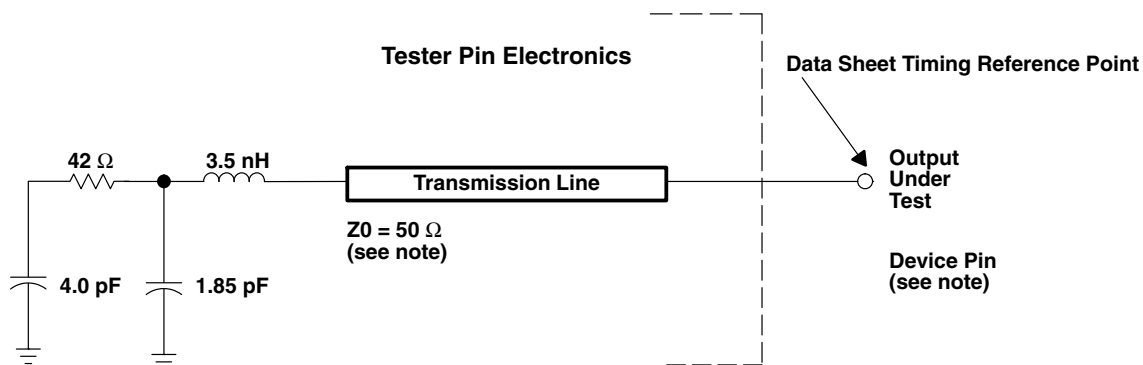 Tester Pin Electronics
Data Sheet Timing Reference Point
42 Ω
3.5 nH
Transmission Line
Output
Under
Test
Z0 = 50 Ω
(see note)
Device Pin
(see note)
4.0 pF
1.85 pF